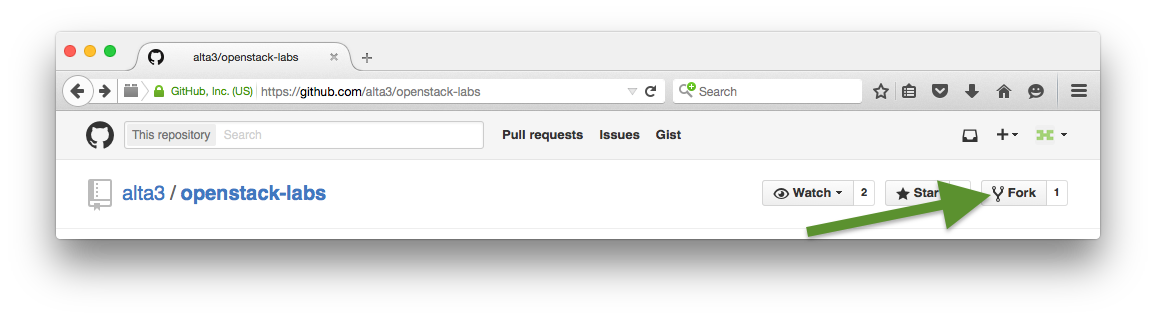 alta3/openstack-labs
GitHub, Inc. (US) https://github.com/alta3/openstack-labs Search
This repository Search Pull requests Issues Gist
alta3 / openstack-labs Watch 2 Star Fork 1